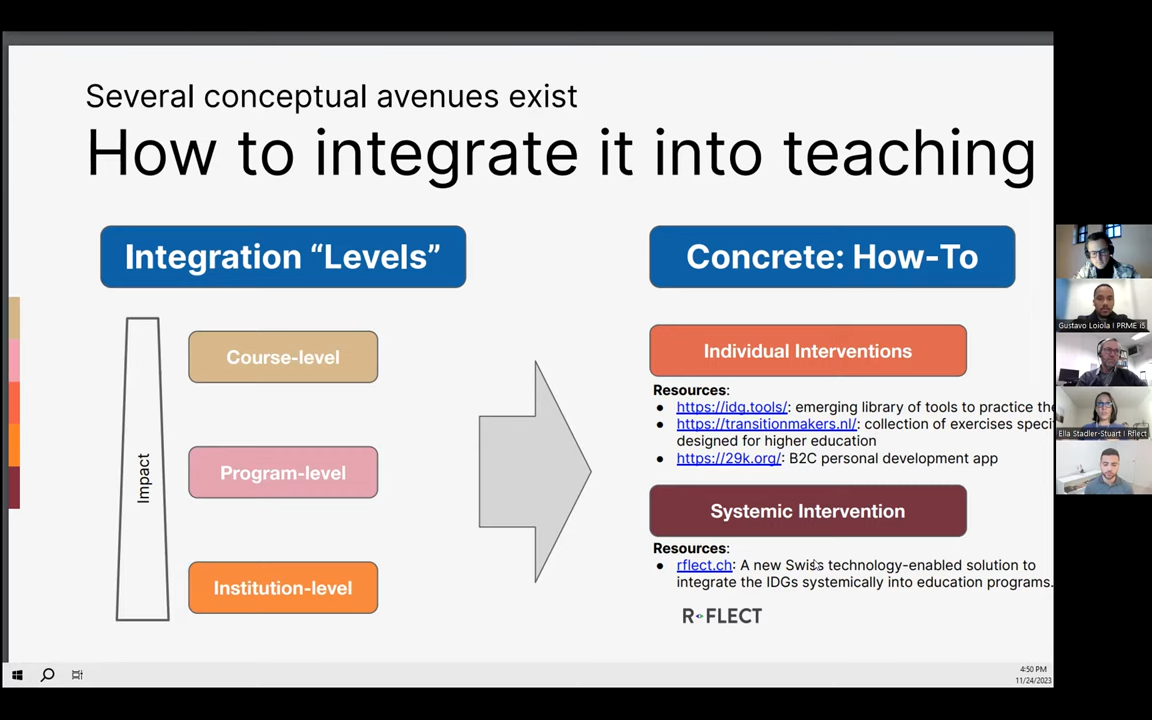 Several conceptual avenues exist
How to integrate it into teaching
Integration “Levels”
Impact
Course-level
Program-level
Institution-level
Concrete: How-To
Individual Interventions
Resources:
● https://idg.tools/: emerging library of tools to practice the
● https://transitionmakers.nl/: collection of exercises speci
designed for higher education
● https://29k.org/: B2C personal development app
Systemic Intervention
Resources:
● rflect.ch: A new Swiss technology-enabled solution to
integrate the IDGs systemically into education programs.
R FLECT
Gustavo Loiola I PRME i5
Ella Stadler-Stuart I Rflect
4:50 PM
11/24/2023